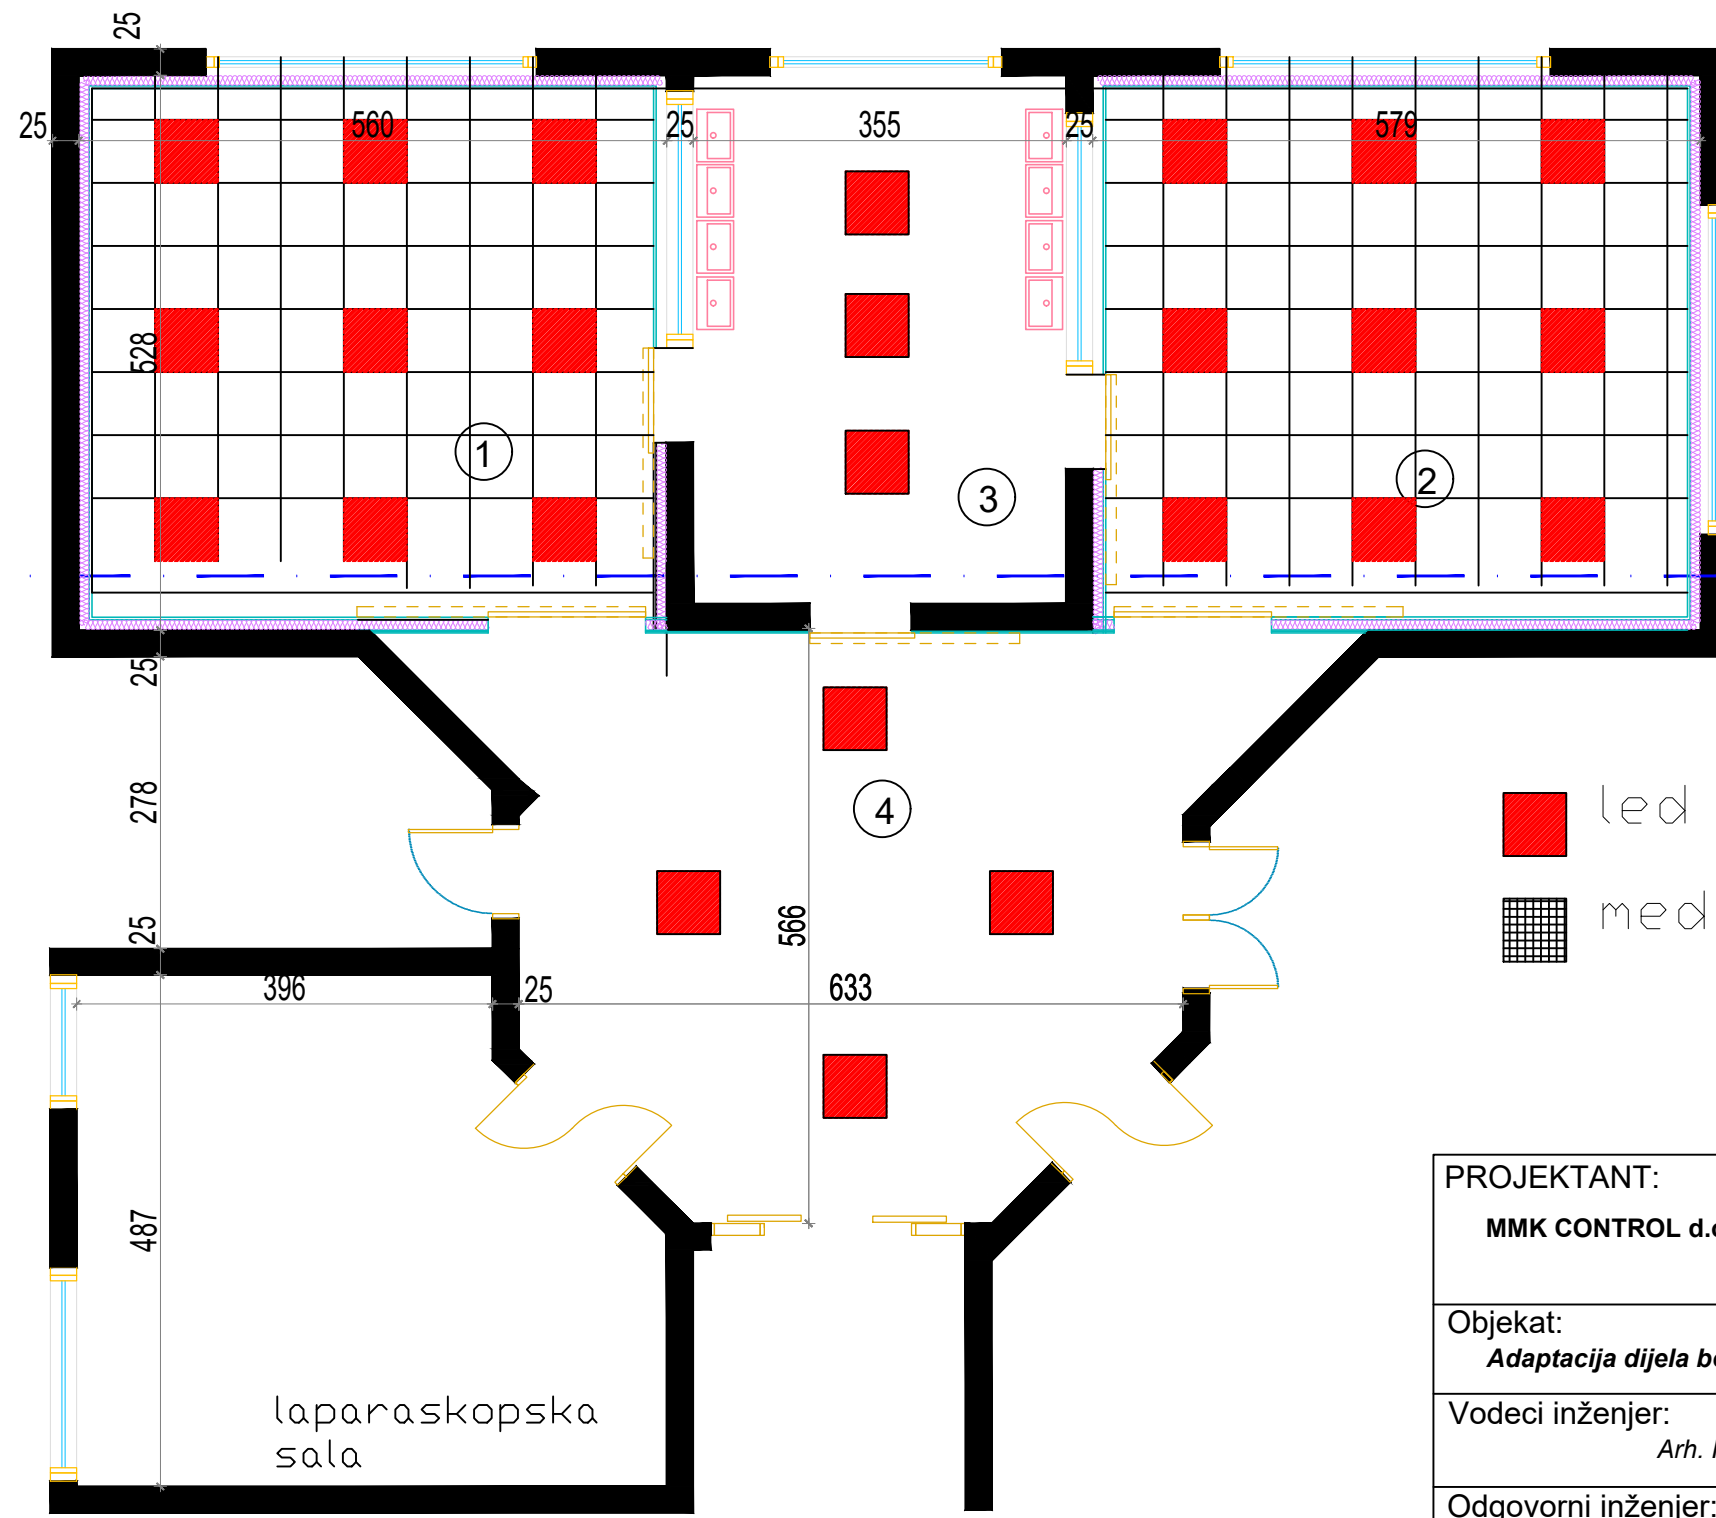 25
25
560
25
355
25
579
528
1
3
2
25
278
4
led
med
25
566
396
25
633
487
PROJEKTANT:
MMK CONTROL
Objekat:
Adaptacija dijela
Vodeci inženjer:
Arh.
Odgovorni inženjer:
laparaskopska
sala